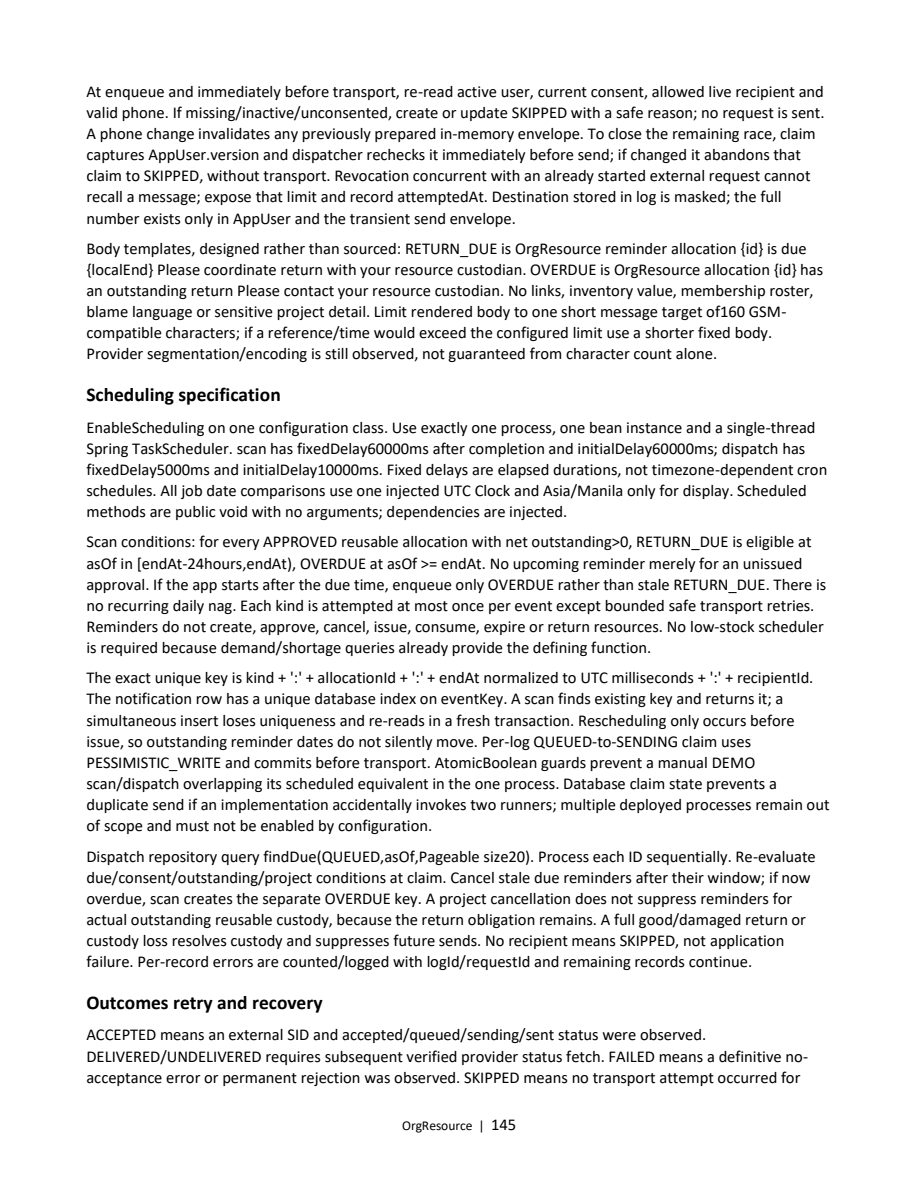 At enqueue and immediately before transport, re-read active user, current consent, allowed live recipient and
valid phone. If missing/inactive/unconsented, create or update SKIPPED with a safe reason; no request is sent.
A phone change invalidates any previously prepared in-memory envelope. To close the remaining race, claim
captures AppUser.version and dispatcher rechecks it immediately before send; if changed it abandons that
claim to SKIPPED, without transport. Revocation concurrent with an already started external request cannot
recall a message; expose that limit and record attemptedAt. Destination stored in log is masked; the full
number exists only in AppUser and the transient send envelope.
Body templates, designed rather than sourced: RETURN_DUE is OrgResource reminder allocation {id} is due
{localEnd} Please coordinate return with your resource custodian. OVERDUE is OrgResource allocation {id} has
an outstanding return Please contact your resource custodian. No links, inventory value, membership roster,
blame language or sensitive project detail. Limit rendered body to one short message target of160 GSM-
compatible characters; if a reference/time would exceed the configured limit use a shorter fixed body.
Provider segmentation/encoding is still observed, not guaranteed from character count alone.
Scheduling specification
EnableScheduling on one configuration class. Use exactly one process, one bean instance and a single-thread
Spring TaskScheduler. scan has fixedDelay60000ms after completion and initialDelay60000ms; dispatch has
fixedDelay5000ms and initialDelay10000ms. Fixed delays are elapsed durations, not timezone-dependent cron
schedules. All job date comparisons use one injected UTC Clock and Asia/Manila only for display. Scheduled
methods are public void with no arguments; dependencies are injected.
Scan conditions: for every APPROVED reusable allocation with net outstanding>0, RETURN_DUE is eligible at
asOf in [endAt-24hours,endAt), OVERDUE at asOf >= endAt. No upcoming reminder merely for an unissued
approval. If the app starts after the due time, enqueue only OVERDUE rather than stale RETURN_DUE. There is
no recurring daily nag. Each kind is attempted at most once per event except bounded safe transport retries.
Reminders do not create, approve, cancel, issue, consume, expire or return resources. No low-stock scheduler
is required because demand/shortage queries already provide the defining function.
The exact unique key is kind + ':' + allocationId + ':' + endAt normalized to UTC milliseconds + ':' + recipientId.
The notification row has a unique database index on eventKey. A scan finds existing key and returns it; a
simultaneous insert loses uniqueness and re-reads in a fresh transaction. Rescheduling only occurs before
issue, so outstanding reminder dates do not silently move. Per-log QUEUED-to-SENDING claim uses
PESSIMISTIC_WRITE and commits before transport. AtomicBoolean guards prevent a manual DEMO
scan/dispatch overlapping its scheduled equivalent in the one process. Database claim state prevents a
duplicate send if an implementation accidentally invokes two runners; multiple deployed processes remain out
of scope and must not be enabled by configuration.
Dispatch repository query findDue(QUEUED,asOf,Pageable size20). Process each ID sequentially. Re-evaluate
due/consent/outstanding/project conditions at claim. Cancel stale due reminders after their window; if now
overdue, scan creates the separate OVERDUE key. A project cancellation does not suppress reminders for
actual outstanding reusable custody, because the return obligation remains. A full good/damaged return or
custody loss resolves custody and suppresses future sends. No recipient means SKIPPED, not application
failure. Per-record errors are counted/logged with logId/requestId and remaining records continue.
Outcomes retry and recovery
ACCEPTED means an external SID and accepted/queued/sending/sent status were observed.
DELIVERED/UNDELIVERED requires subsequent verified provider status fetch. FAILED means a definitive no-
acceptance error or permanent rejection was observed. SKIPPED means no transport attempt occurred for
OrgResource | 145